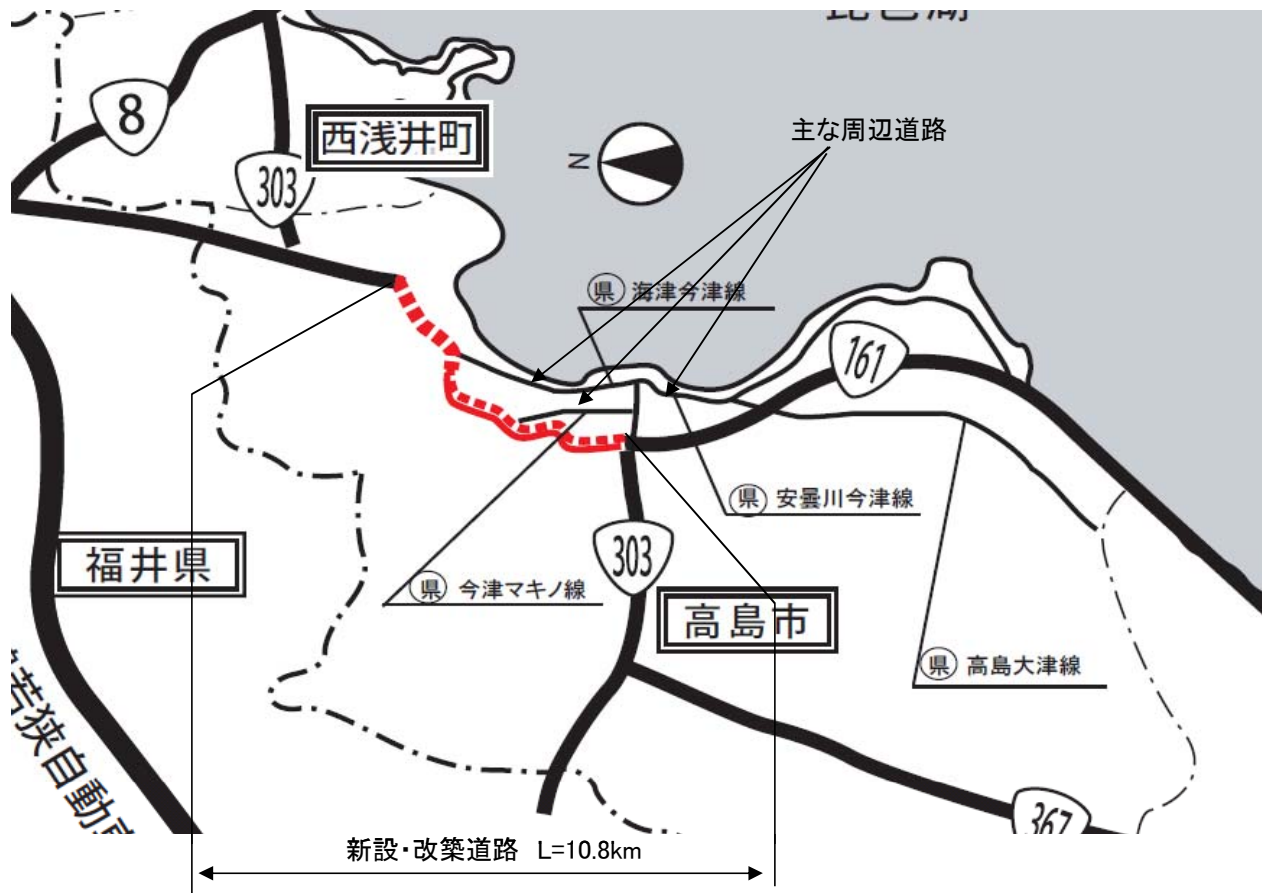 8
西浅井町
303
N
主な周辺道路
県 海津今津線
161
県 安曇川今津線
福井県
県 今津マキノ線
303
高島市
県 高島大津線
若狭自動車
367
新設・改築道路 L=10.8km